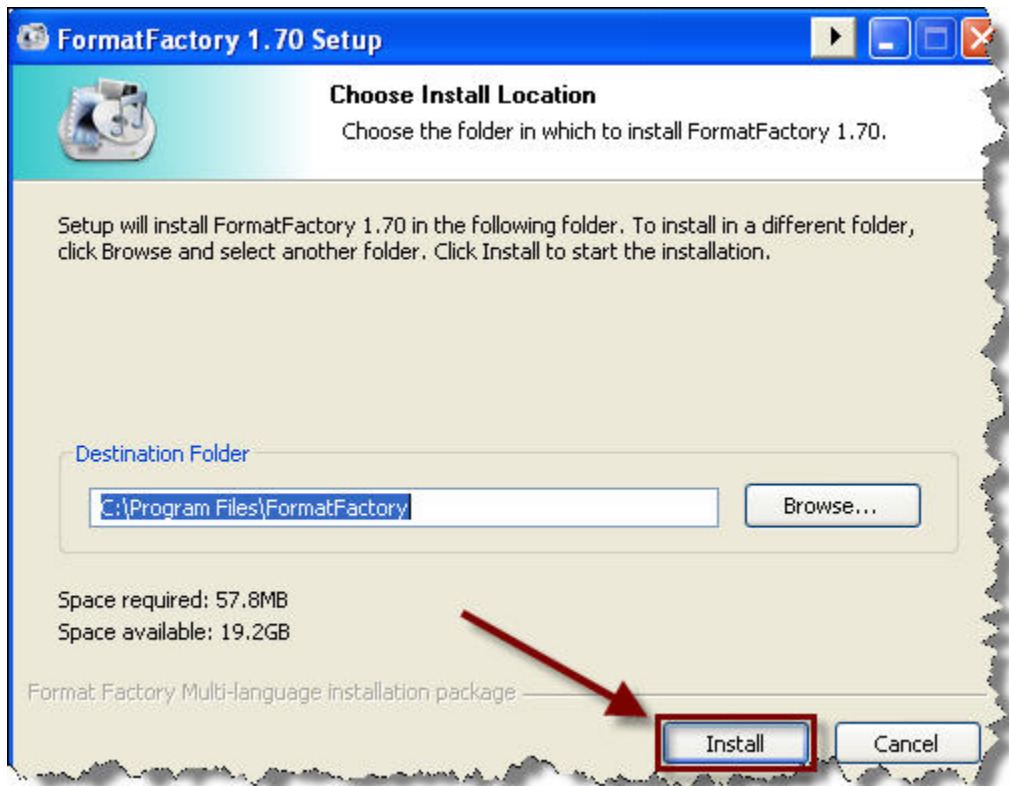 FormatFactory 1.70 Setup
Choose Install Location
Choose the folder in which to install FormatFactory 1.70.
Setup will install FormatFactory 1.70 in the following folder. To install in a different folder,
click Browse and select another folder. Click Install to start the installation.
Destination Folder
C:\Program Files\FormatFactory
Browse...
Space required: 57.8MB
Space available: 19.2GB
Format Factory Multi-language installation package
Install
Cancel